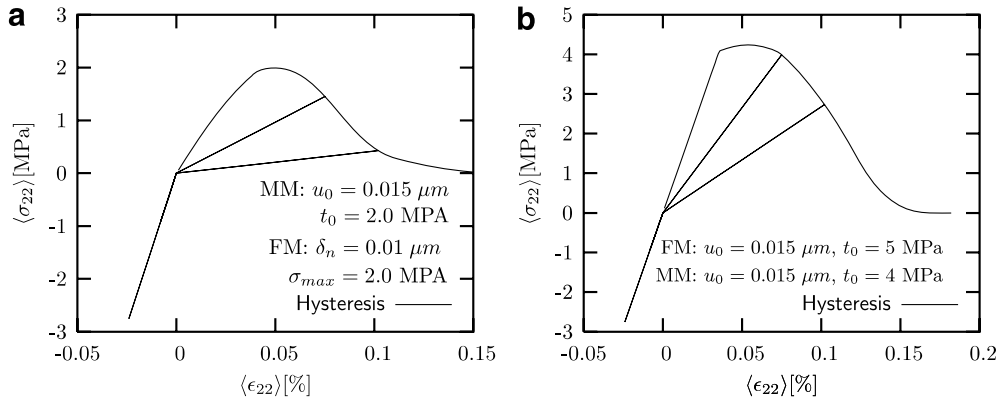 a
⟨σ22⟩[MPa]
3
2
1
0
-1
-2
-3
MM: u0 = 0.015 μm
t0 = 2.0 MPA
FM: δn = 0.01 μm
σmax = 2.0 MPA
Hysteresis
-0.05 0 0.05 0.1 0.15
⟨ϵ22⟩[%]
b
⟨σ22⟩[MPa]
5
4
3
2
1
0
-1
-2
-3
FM: u0 = 0.015 μm, t0 = 5 MPa
MM: u0 = 0.015 μm, t0 = 4 MPa
Hysteresis
-0.05 0 0.05 0.1 0.15 0.2
⟨ϵ22⟩[%]